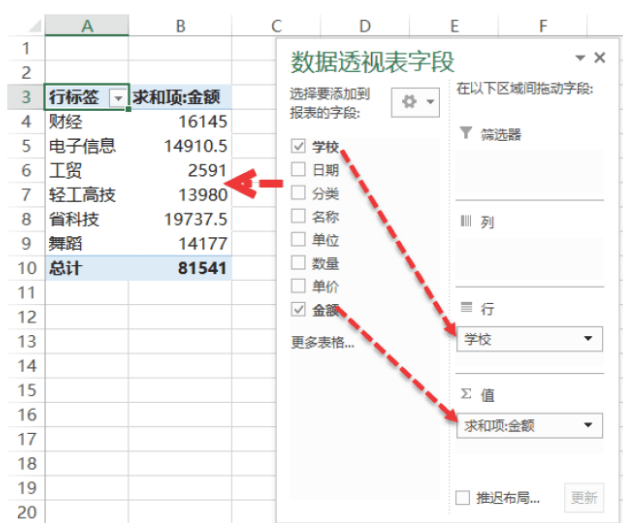 A B C D E F
1
2
3 行标签 求和项:金额
4 财经 16145
5 电子信息 14910.5
6 工贸 2591
7 轻工高技 13980
8 省科技 19737.5
9 舞蹈 14177
10 总计 81541
11
12
13
14
15
16
17
18
19
20
数据透视表字段
选择要添加到
报表的字段:
学校
日期
分类
名称
单位
数量
单价
金额
更多表格...
在以下区域间拖动字段:
筛选器
列
行
学校
Σ 值
求和项:金额
推迟布局... 更新